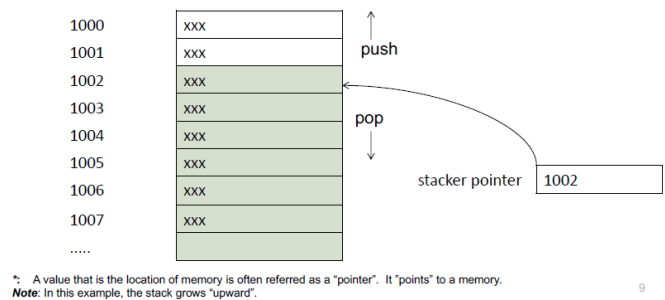 1000 xxx
1001 xxx push
1002 xxx
1003 xxx
1004 xxx pop
1005 xxx stacker pointer 1002
1006 xxx
1007 xxx
.....
*: A value that is the location of memory is often referred as a “pointer”. It ”points” to a memory.
Note: In this example, the stack grows “upward”.
9